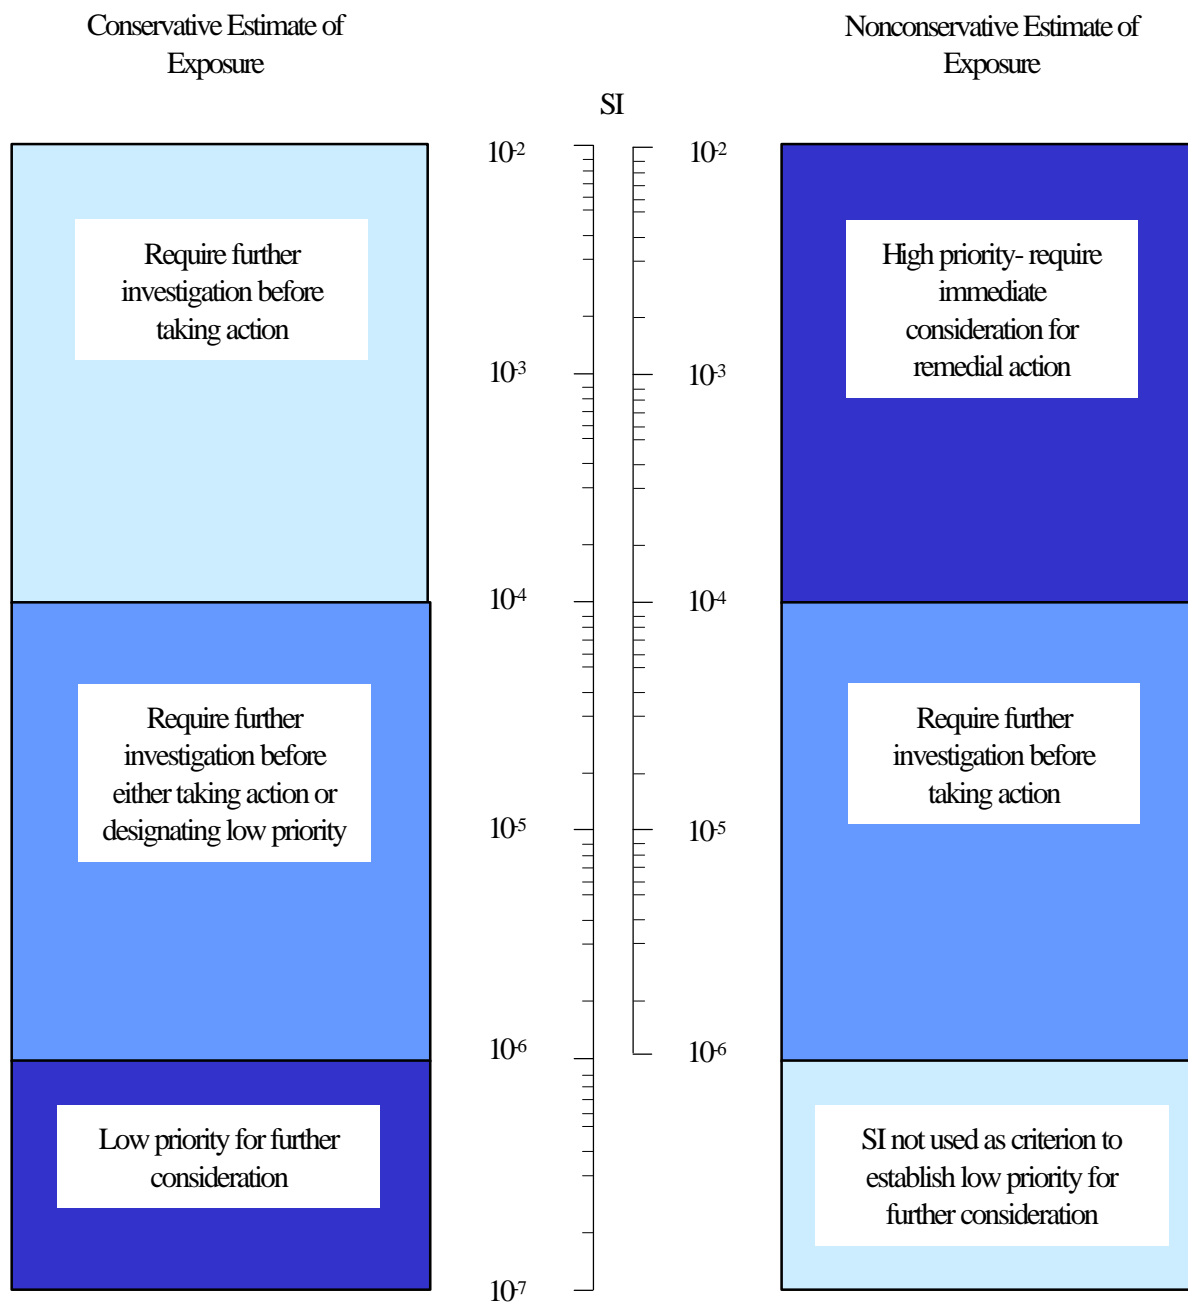 Conservative Estimate of
Exposure
Nonconservative Estimate of
Exposure
SI
Require further
investigation before
taking action
Require further
investigation before
either taking action or
designating low priority
Low priority for further
consideration
10-2
10-3
10-4
10-5
10-6
10-7
10-2
10-3
10-4
10-5
10-6
High priority- require
immediate
consideration for
remedial action
Require further
investigation before
taking action
SI not used as criterion to
establish low priority for
further consideration